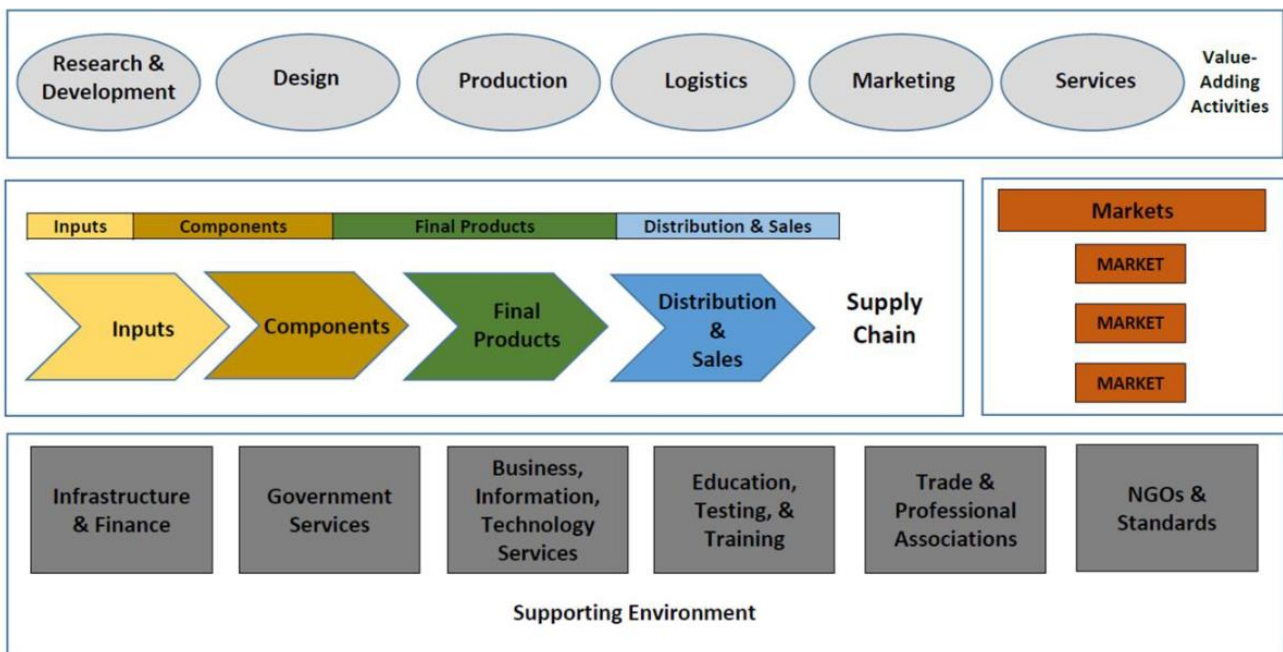 Research &
Development
Design
Production
Logistics
Marketing
Services
Value-
Adding
Activities
Inputs
Components
Final Products
Distribution & Sales
Inputs
Components
Final
Products
Distribution
&
Sales
Supply
Chain
Markets
MARKET
MARKET
MARKET
Infrastructure
& Finance
Government
Services
Business,
Information,
Technology
Services
Education,
Testing, &
Training
Trade &
Professional
Associations
NGOs &
Standards
Supporting Environment